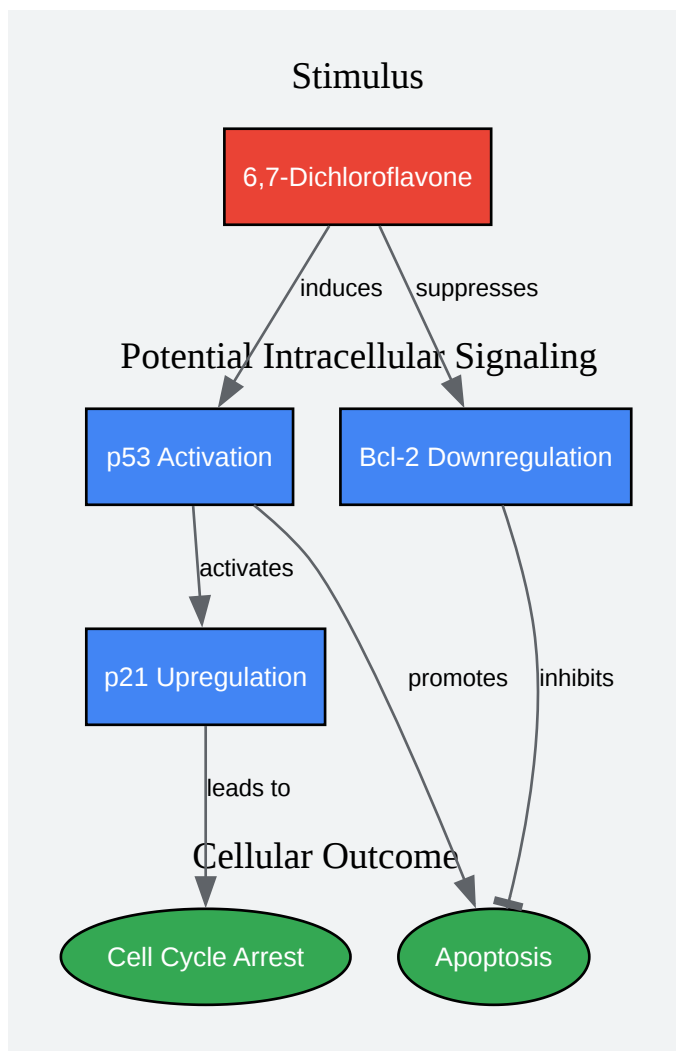 Stimulus
6,7-Dichloroflavone
induces
suppresses
Potential Intracellular Signaling
p53 Activation
Bcl-2 Downregulation
activates
p21 Upregulation
promotes
inhibits
leads to
Cellular Outcome
Cell Cycle Arrest
Apoptosis